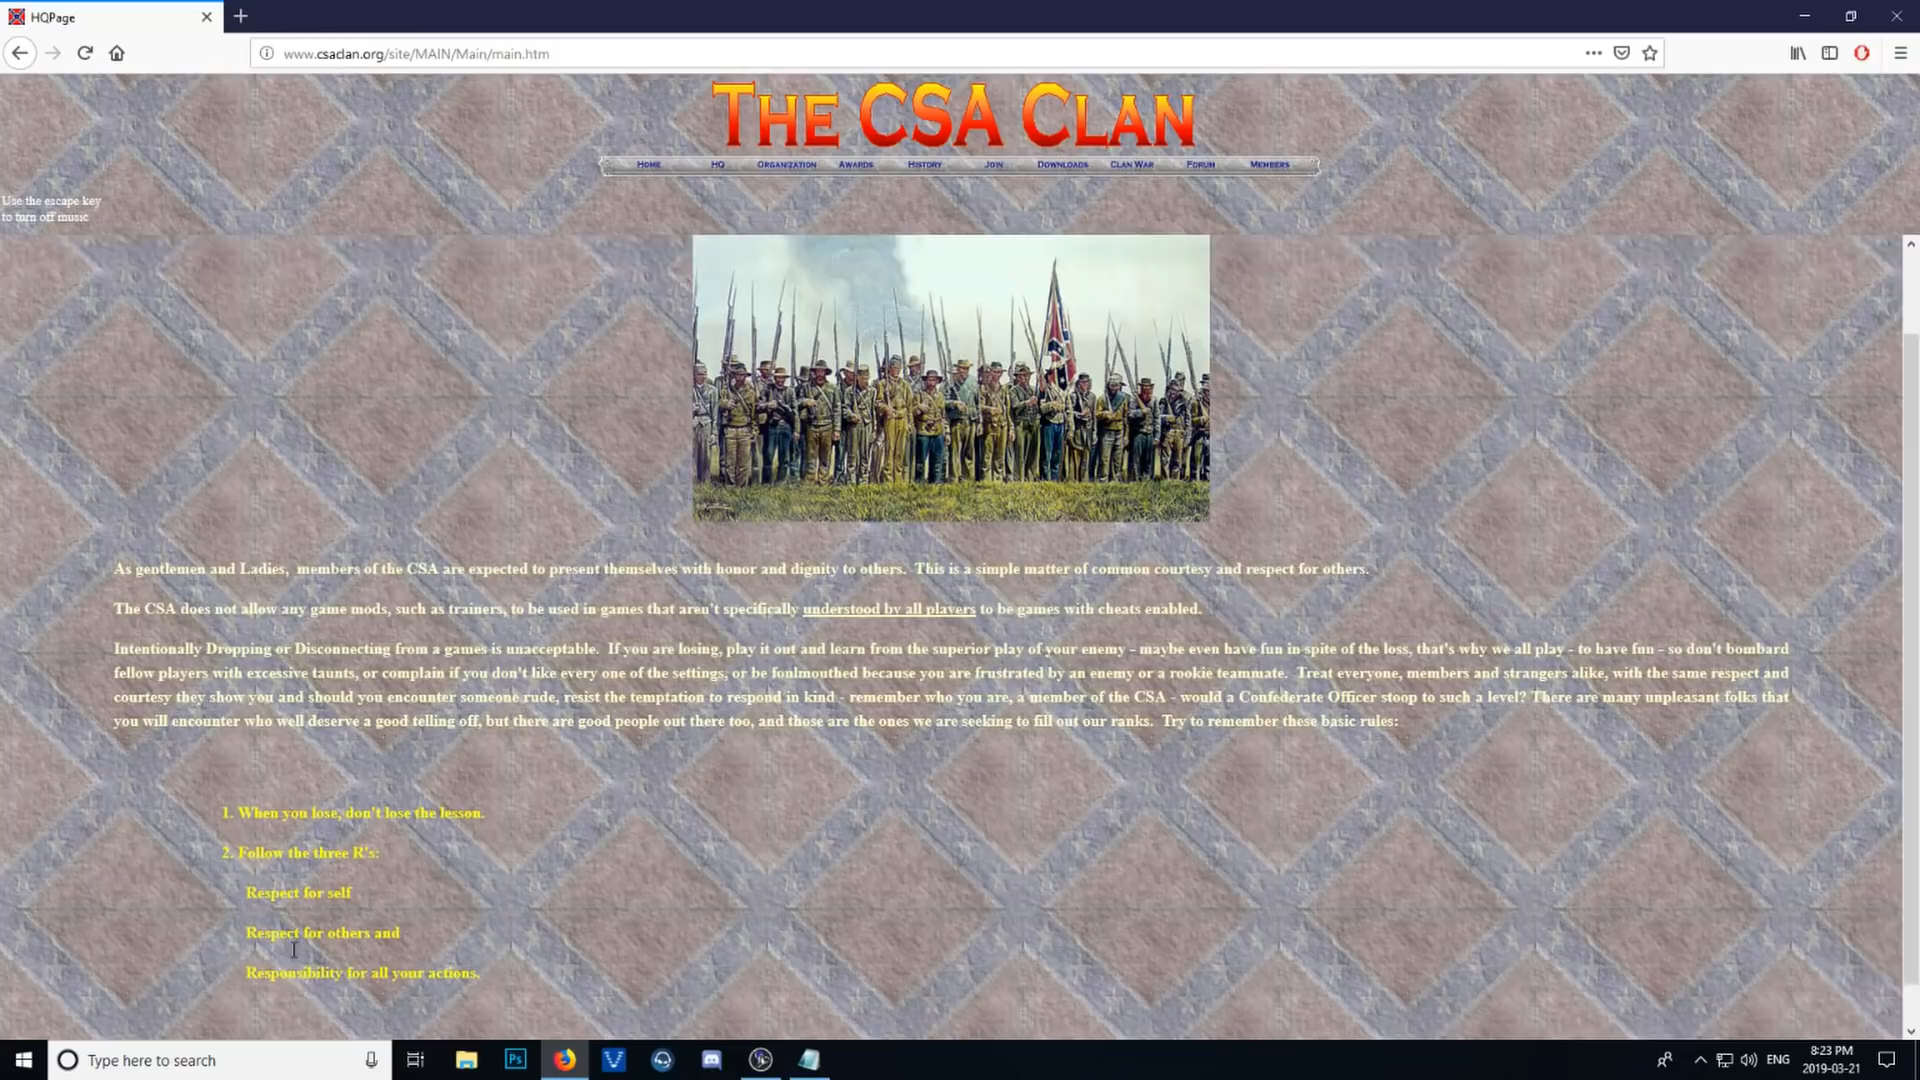 HQPage
www.csaclan.org/site/MAIN/Main/main.htm
THE CSA CLAN
HOME HQ ORGANIZATION AWARDS HISTORY JOIN DOWNLOADS CLAN WAR FORUM MEMBERS
Use the escape key
to turn off music
As gentlemen and Ladies, members of the CSA are expected to present themselves with honor and dignity to others. This is a simple matter of common courtesy and respect for others.
The CSA does not allow any game mods, such as trainers, to be used in games that aren't specifically understood by all players to be games with cheats enabled.
Intentionally Dropping or Disconnecting from a games is unacceptable. If you are losing, play it out and learn from the superior play of your enemy - maybe even have fun in spite of the loss, that's why we all play - to have fun - so don't bombard
fellow players with excessive taunts, or complain if you don't like every one of the settings, or be foulmouthed because you are frustrated by an enemy or a rookie teammate. Treat everyone, members and strangers alike, with the same respect and
courtesy they show you and should you encounter someone rude, resist the temptation to respond in kind - remember who you are, a member of the CSA - would a Confederate Officer stoop to such a level? There are many unpleasant folks that
you will encounter who well deserve a good telling off, but there are good people out there too, and those are the ones we are seeking to fill out our ranks. Try to remember these basic rules:
1. When you lose, don't lose the lesson.
2. Follow the three R's:
Respect for self
Respect for others and
Responsibility for all your actions.
Type here to search
Ps
ENG
8:23 PM
2019-03-21